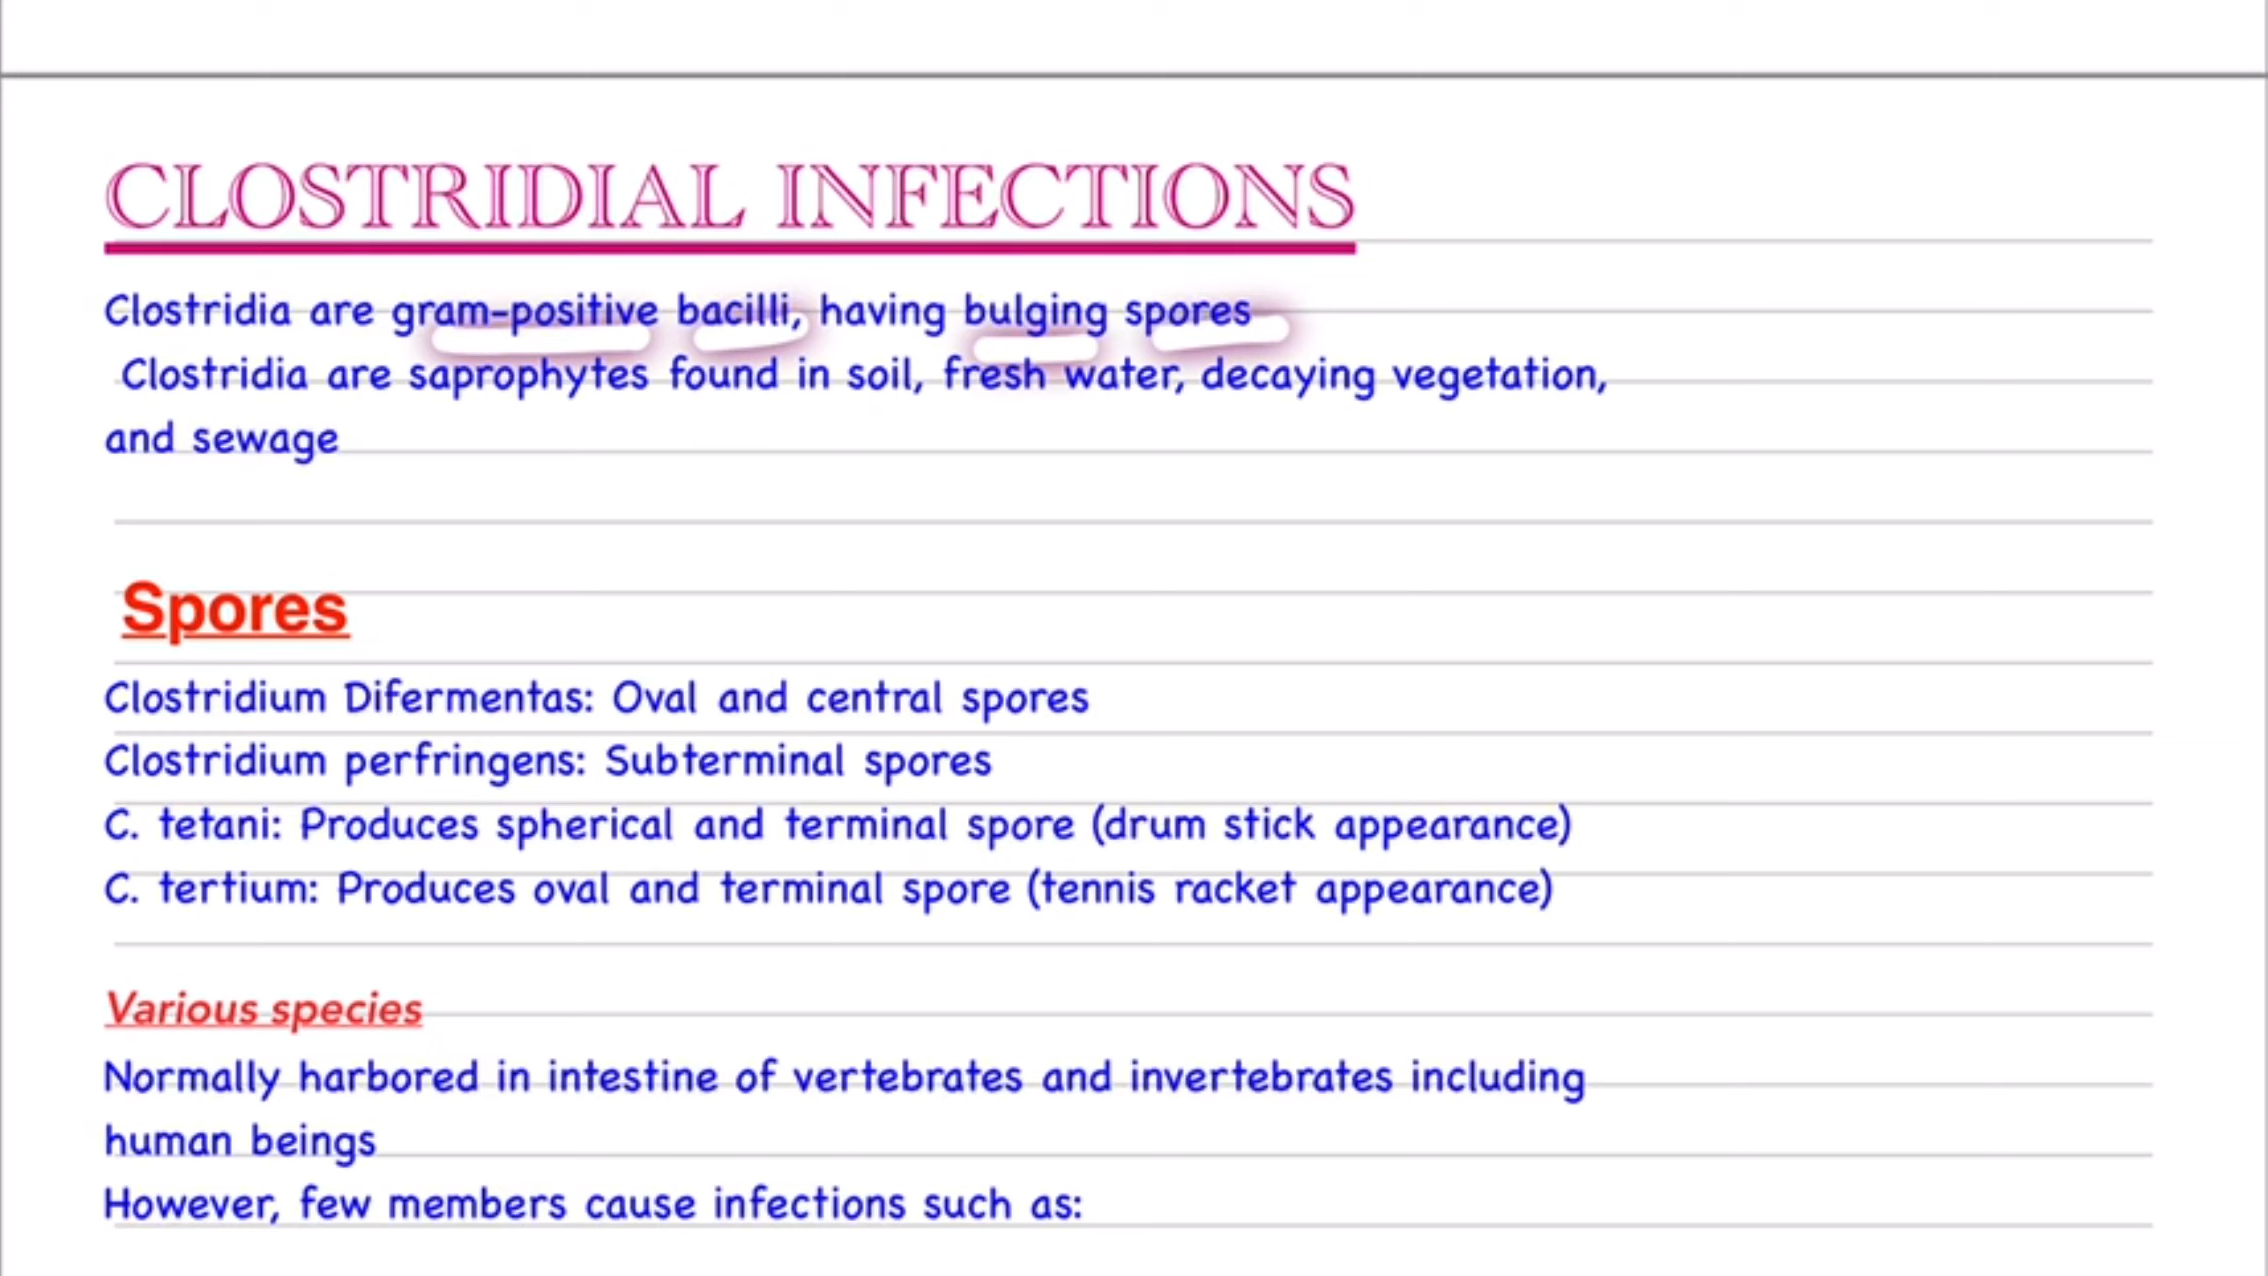 CLOSTRIDIAL INFECTIONS
Clostridia are gram-positive bacilli, having bulging spores
Clostridia are saprophytes found in soil, fresh water, decaying vegetation,
and sewage
Spores
Clostridium Difermentas: Oval and central spores
Clostridium perfringens: Subterminal spores
C. tetani: Produces spherical and terminal spore (drum stick appearance)
C. tertium: Produces oval and terminal spore (tennis racket appearance)
Various species
Normally harbored in intestine of vertebrates and invertebrates including
human beings
However, few members cause infections such as: